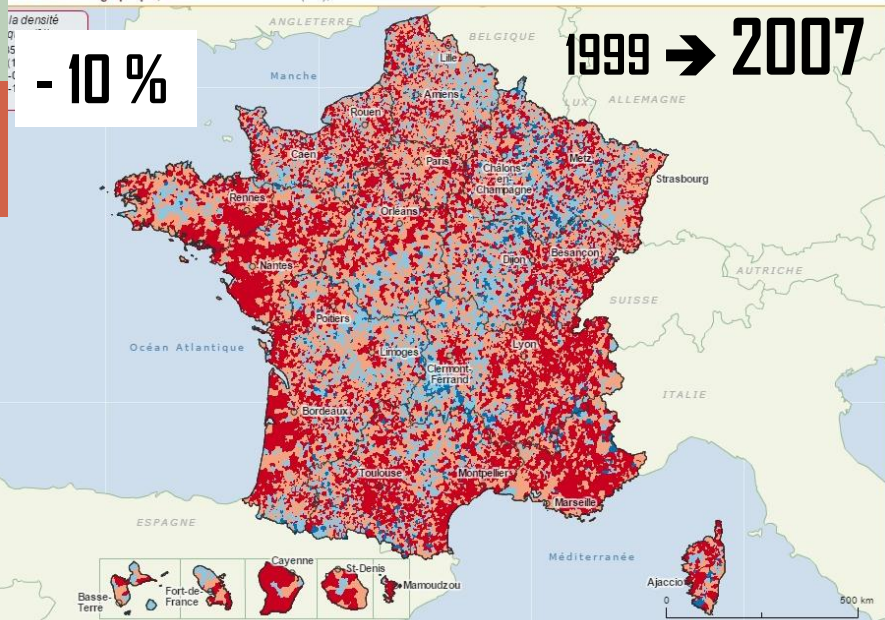 la densité
- 10 %
1999 → 2007
ANGLETERRE
BELGIQUE
Lille
Manche
LUX.
ALLEMAGNE
Amiens
Rouen
Caen
Paris
Metz
Châlons-
en-
Champagne
Strasbourg
Rennes
Orléans
Nantes
Dijon
Besançon
AUTRICHE
SUISSE
Poitiers
Océan Atlantique
Limoges
Lyon
Clermont-
Ferrand
ITALIE
Bordeaux
Toulouse
Montpellier
Marseille
ESPAGNE
Méditerranée
Cayenne
St-Denis
Mamoudzou
Basse-
Terre
Fort-de-
France
Ajaccio
0
500 km